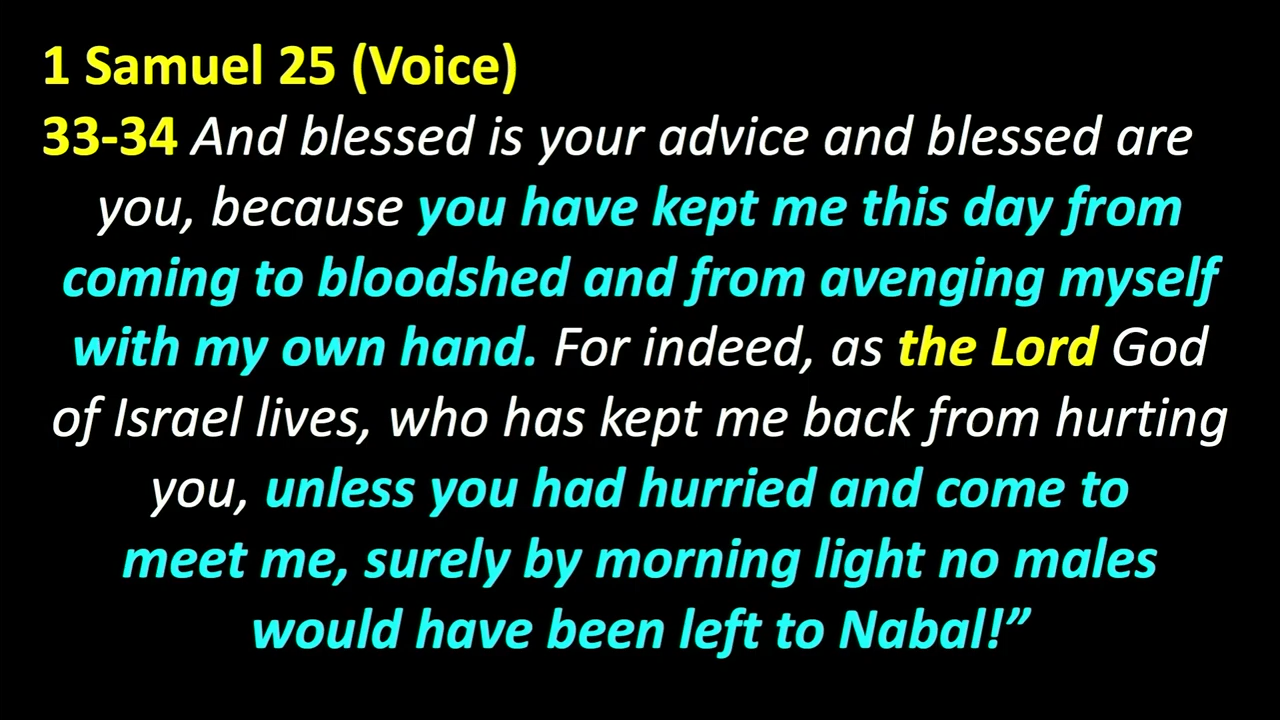 1 Samuel 25 (Voice)
33-34 And blessed is your advice and blessed are
you, because you have kept me this day from
coming to bloodshed and from avenging myself
with my own hand. For indeed, as the Lord God
of Israel lives, who has kept me back from hurting
you, unless you had hurried and come to
meet me, surely by morning light no males
would have been left to Nabal!”